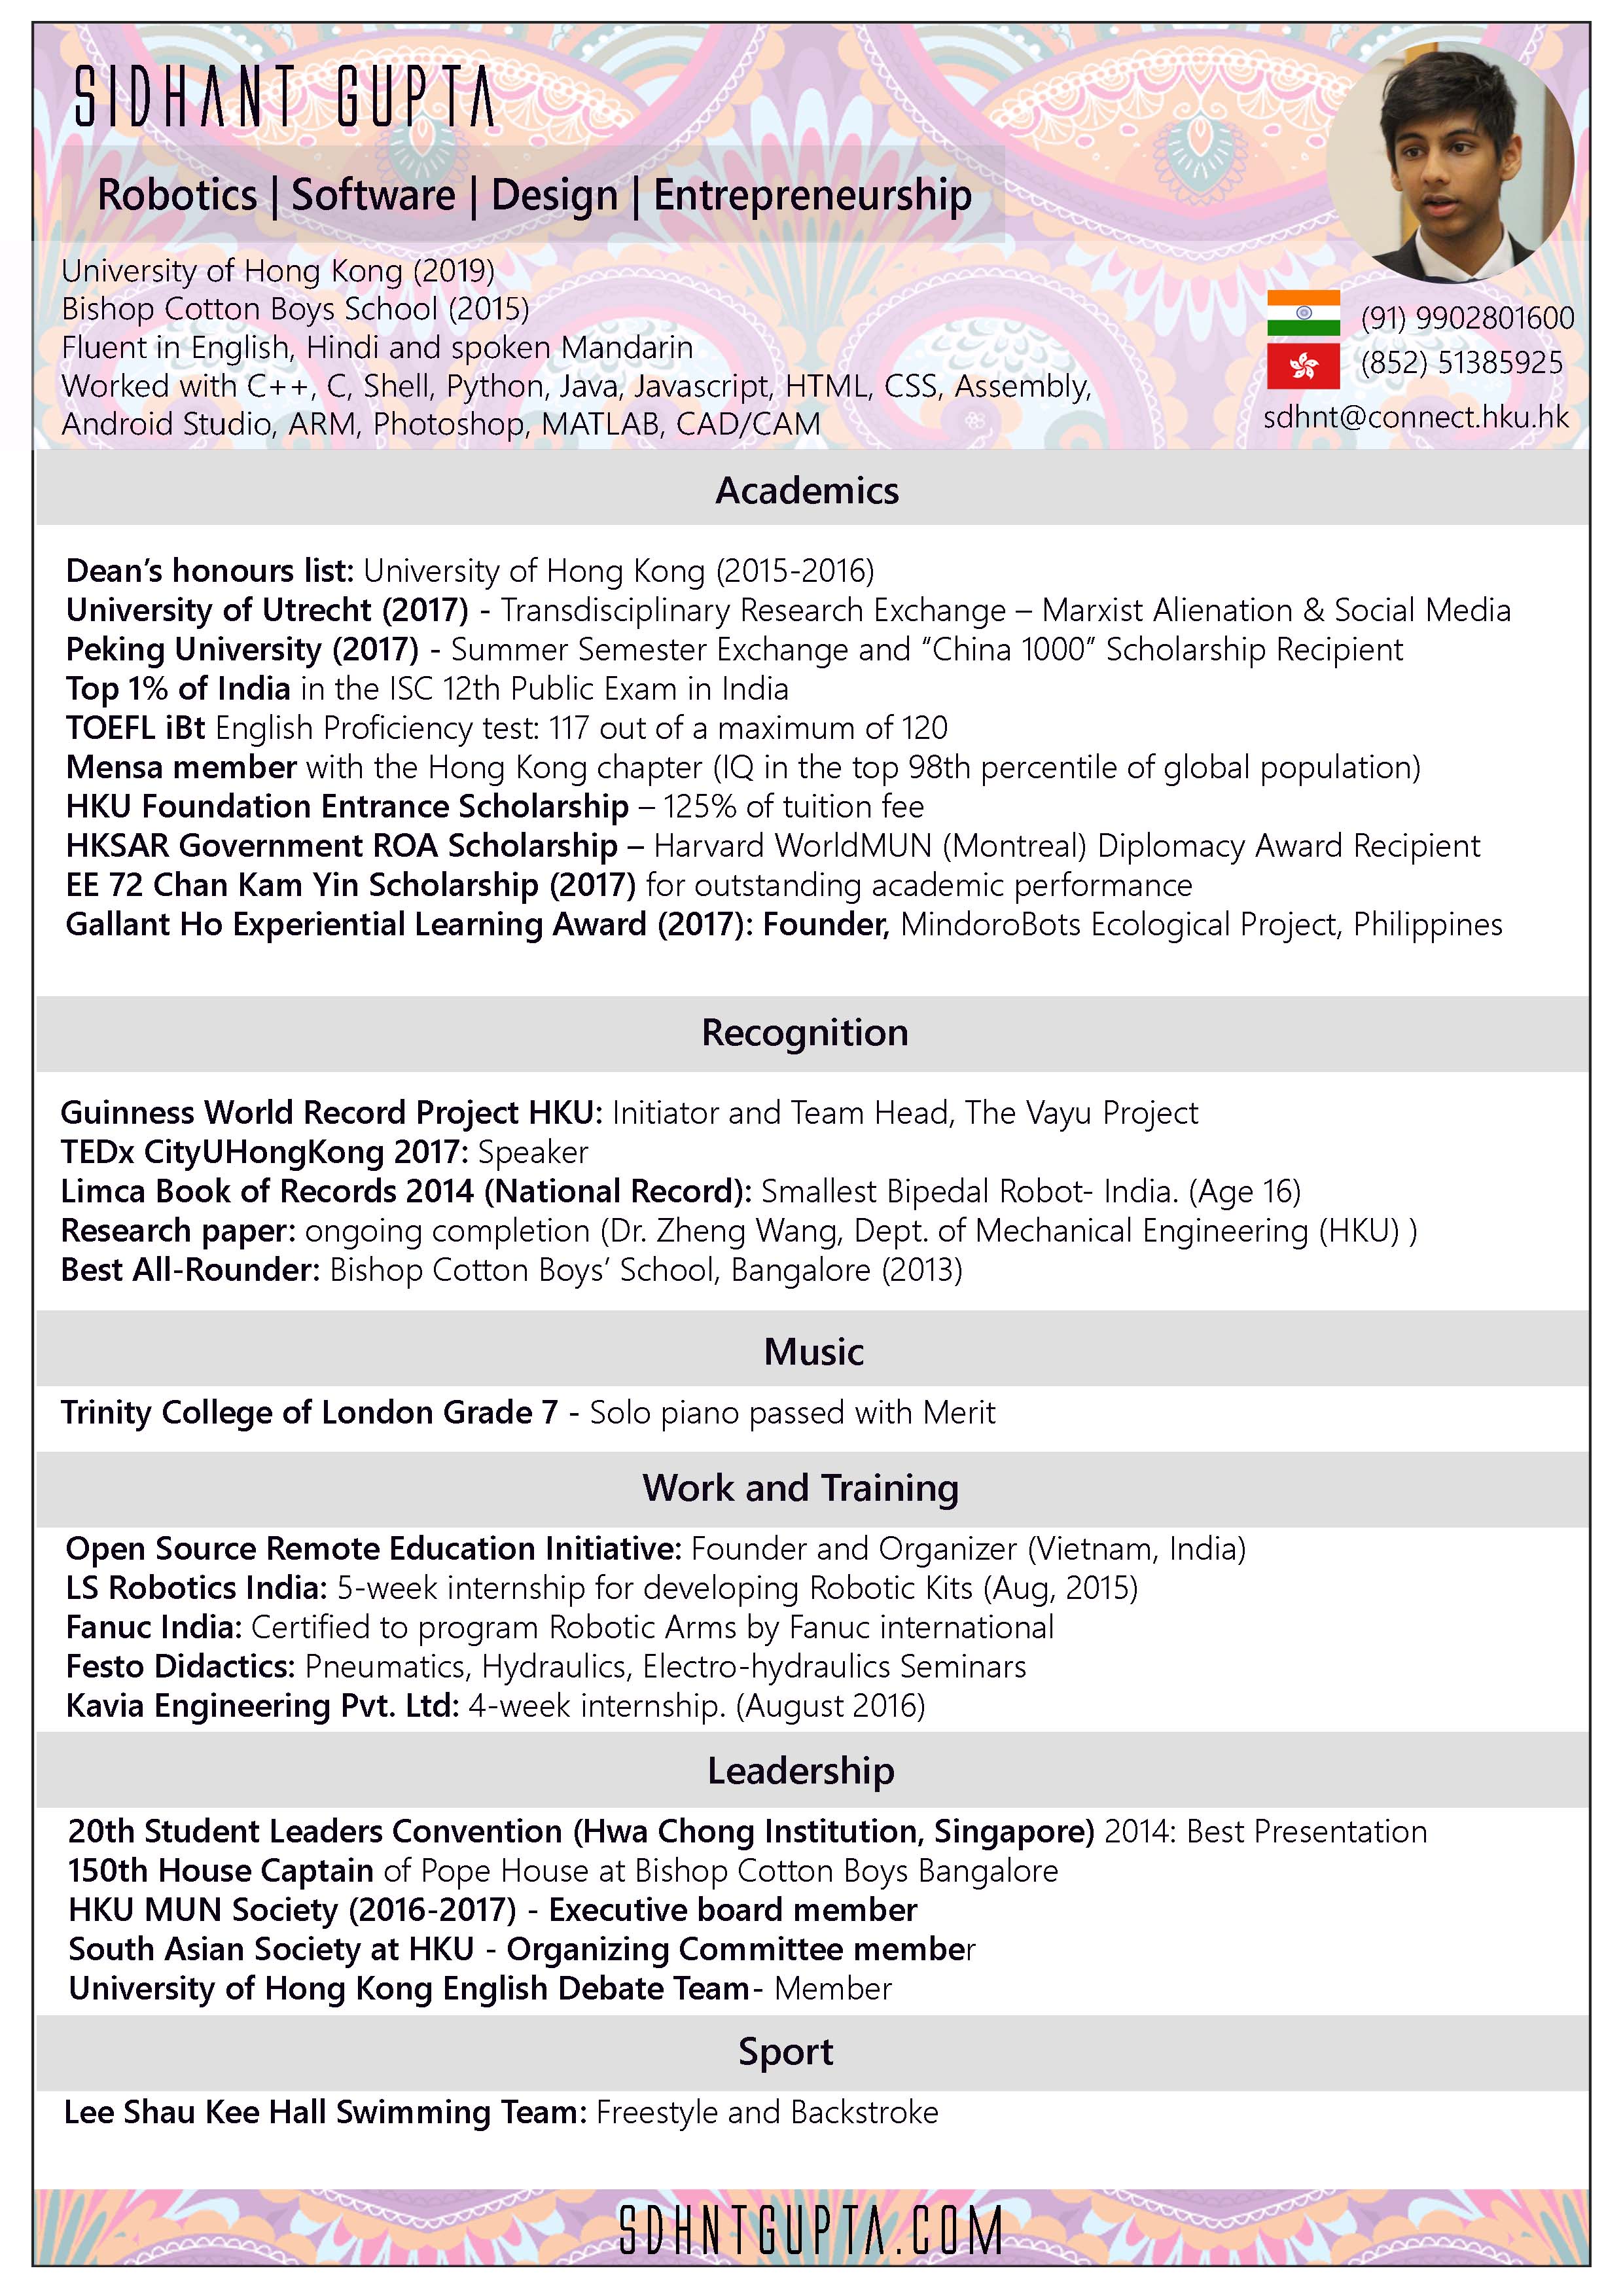 SIDHANT GUPTA
Robotics | Software | Design | Entrepreneurship
University of Hong Kong (2019)
Bishop Cotton Boys School (2015)
Fluent in English, Hindi and spoken Mandarin
Worked with C++, C, Shell, Python, Java, Javascript, HTML, CSS, Assembly,
Android Studio, ARM, Photoshop, MATLAB, CAD/CAM
(91) 9902801600
(852) 51385925
sdhnt@connect.hku.hk
Academics
Dean’s honours list: University of Hong Kong (2015-2016)
University of Utrecht (2017) - Transdisciplinary Research Exchange – Marxist Alienation & Social Media
Peking University (2017) - Summer Semester Exchange and “China 1000” Scholarship Recipient
Top 1% of India in the ISC 12th Public Exam in India
TOEFL iBt English Proficiency test: 117 out of a maximum of 120
Mensa member with the Hong Kong chapter (IQ in the top 98th percentile of global population)
HKU Foundation Entrance Scholarship – 125% of tuition fee
HKSAR Government ROA Scholarship – Harvard WorldMUN (Montreal) Diplomacy Award Recipient
EE 72 Chan Kam Yin Scholarship (2017) for outstanding academic performance
Gallant Ho Experiential Learning Award (2017): Founder, MindoroBots Ecological Project, Philippines
Recognition
Guinness World Record Project HKU: Initiator and Team Head, The Vayu Project
TEDx CityUHongKong 2017: Speaker
Limca Book of Records 2014 (National Record): Smallest Bipedal Robot- India. (Age 16)
Research paper: ongoing completion (Dr. Zheng Wang, Dept. of Mechanical Engineering (HKU) )
Best All-Rounder: Bishop Cotton Boys’ School, Bangalore (2013)
Music
Trinity College of London Grade 7 - Solo piano passed with Merit
Work and Training
Open Source Remote Education Initiative: Founder and Organizer (Vietnam, India)
LS Robotics India: 5-week internship for developing Robotic Kits (Aug, 2015)
Fanuc India: Certified to program Robotic Arms by Fanuc international
Festo Didactics: Pneumatics, Hydraulics, Electro-hydraulics Seminars
Kavia Engineering Pvt. Ltd: 4-week internship. (August 2016)
Leadership
20th Student Leaders Convention (Hwa Chong Institution, Singapore) 2014: Best Presentation
150th House Captain of Pope House at Bishop Cotton Boys Bangalore
HKU MUN Society (2016-2017) - Executive board member
South Asian Society at HKU - Organizing Committee member
University of Hong Kong English Debate Team- Member
Sport
Lee Shau Kee Hall Swimming Team: Freestyle and Backstroke
SDHNTGUPTA.COM